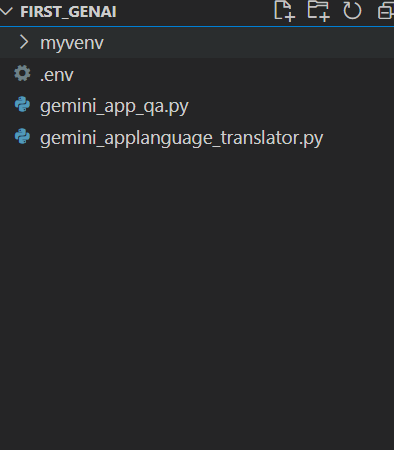 FIRST_GENAI
myvenv
.env
gemini_app_qa.py
gemini_applanguage_translator.py